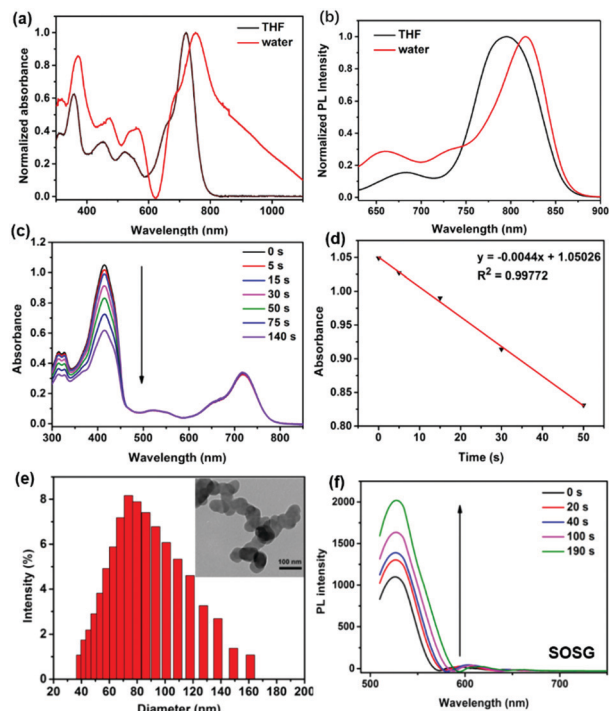 (a)
THF
water
Normalized absorbance
1.0
0.8
0.6
0.4
0.2
0.0
400 600 800 1000
Wavelength (nm)
(b)
THF
water
Normalized PL Intensity
1.0
0.8
0.6
0.4
0.2
0.0
650 700 750 800 850 900
Wavelength (nm)
(c)
0 s
5 s
15 s
30 s
50 s
75 s
140 s
Absorbance
1.2
1.0
0.8
0.6
0.4
0.2
0.0
300 400 500 600 700 800
Wavelength (nm)
(d)
y = -0.0044x + 1.05026
R² = 0.99772
Absorbance
1.05
1.00
0.95
0.90
0.85
0.80
0 10 20 30 40 50
Time (s)
(e)
100 nm
Intensity (%)
8
6
4
2
0
20 40 60 80 100 120 140 160 180 200
Diameter (nm)
(f)
0 s
20 s
40 s
100 s
190 s
SOSG
PL intensity
2000
1500
1000
500
0
500 600 700
Wavelength (nm)